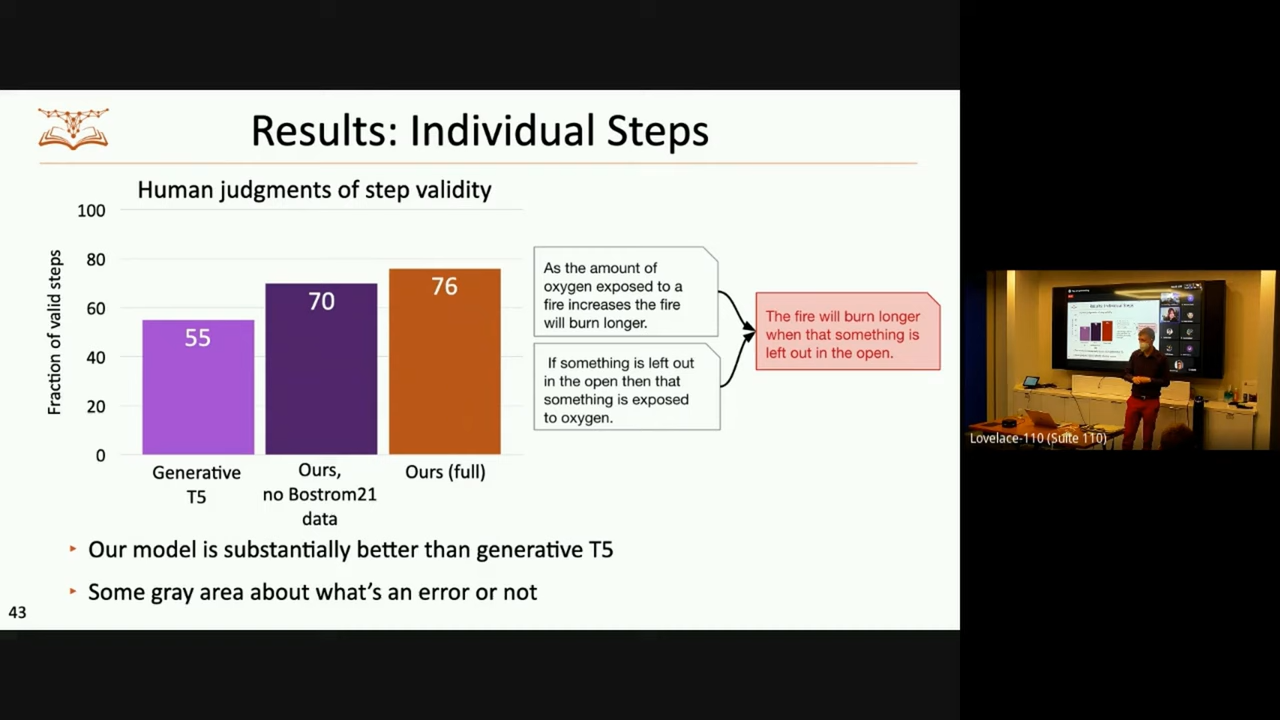 Results: Individual Steps
Human judgments of step validity
Fraction of valid steps
100
80
60
40
20
0
55
70
76
Generative
T5
Ours,
no Bostrom21
data
Ours (full)
As the amount of
oxygen exposed to a
fire increases the fire
will burn longer.
If something is left out
in the open then that
something is exposed
to oxygen.
The fire will burn longer
when that something is
left out in the open.
‣ Our model is substantially better than generative T5
‣ Some gray area about what's an error or not
43
Lovelace-110 (Suite 110)